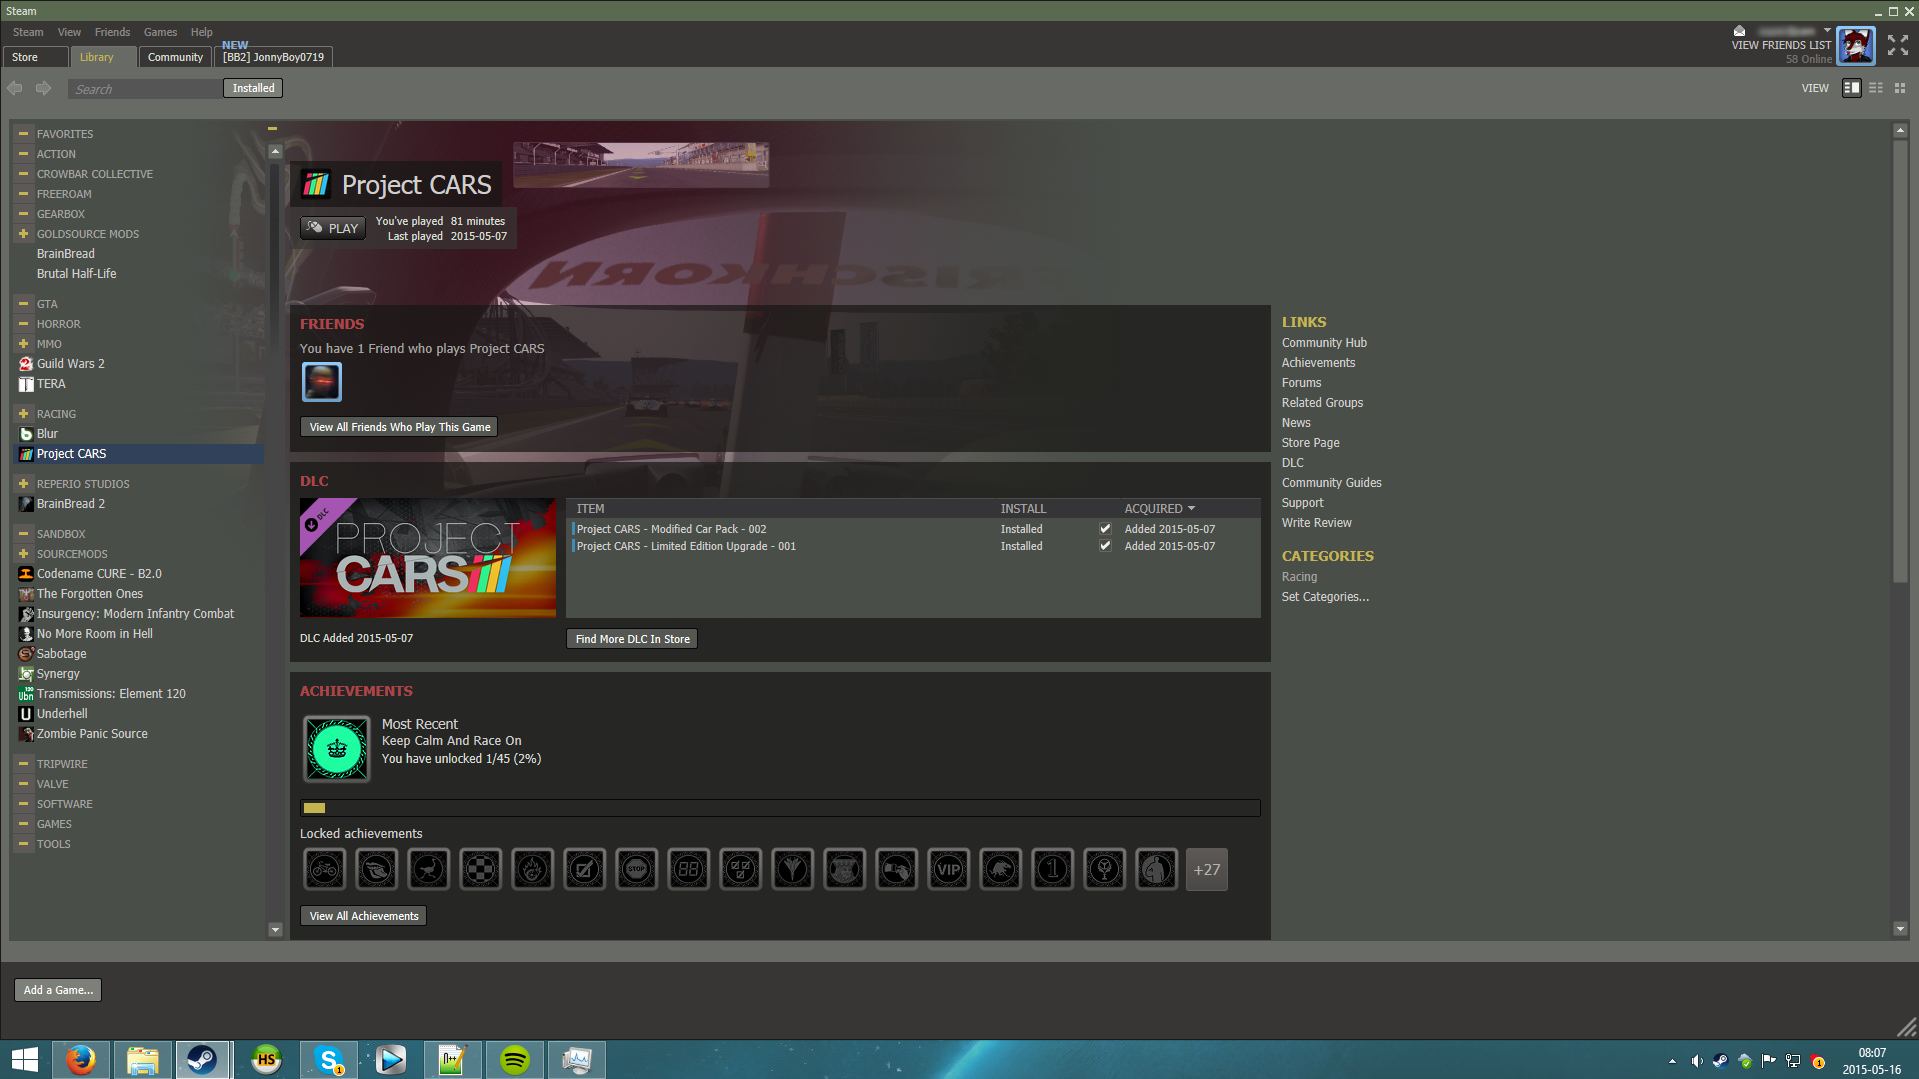 Steam
Steam View Friends Games Help
VIEW FRIENDS LIST
58 Online
Store Library Community NEW [BB2] JonnyBoy0719
Search Installed VIEW
FAVORITES
ACTION
CROWBAR COLLECTIVE
FREEROAM
GEARBOX
GOLDSOURCE MODS
BrainBread
Brutal Half-Life
GTA
HORROR
MMO
Guild Wars 2
TERA
RACING
Blur
Project CARS
REPERIO STUDIOS
BrainBread 2
SANDBOX
SOURCEMODS
Codename CURE - B2.0
The Forgotten Ones
Insurgency: Modern Infantry Combat
No More Room in Hell
Sabotage
Synergy
Transmissions: Element 120
Underhell
Zombie Panic Source
TRIPWIRE
VALVE
SOFTWARE
GAMES
TOOLS
Project CARS
PLAY
You've played 81 minutes
Last played 2015-05-07
FRIENDS
You have 1 Friend who plays Project CARS
View All Friends Who Play This Game
DLC
DLC
PROJECT
CARS
DLC Added 2015-05-07
ITEM INSTALL ACQUIRED
Project CARS - Modified Car Pack - 002 Installed Added 2015-05-07
Project CARS - Limited Edition Upgrade - 001 Installed Added 2015-05-07
Find More DLC In Store
ACHIEVEMENTS
Most Recent
Keep Calm And Race On
You have unlocked 1/45 (2%)
Locked achievements
STOP 88 VIP 1 +27
View All Achievements
LINKS
Community Hub
Achievements
Forums
Related Groups
News
Store Page
DLC
Community Guides
Support
Write Review
CATEGORIES
Racing
Set Categories...
Add a Game...
HS
1
1
08:07
2015-05-16